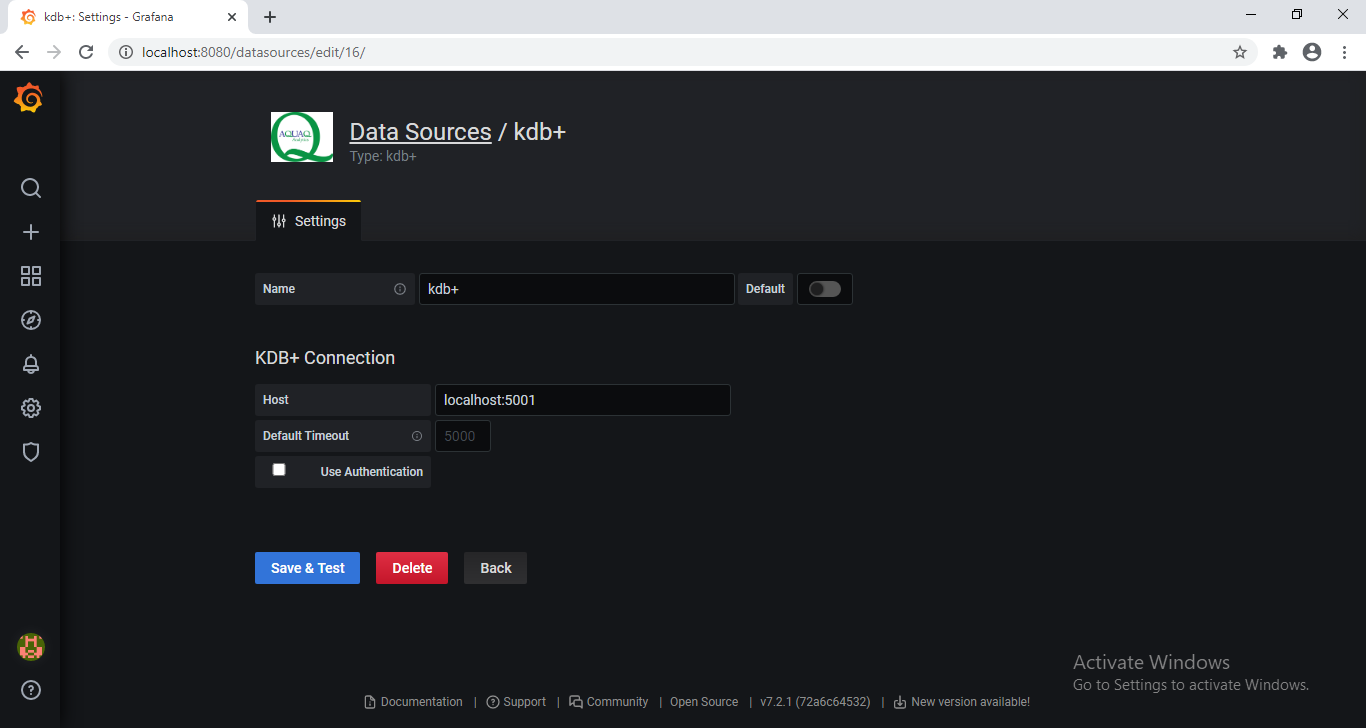 kdb+: Settings - Grafana
localhost:8080/datasources/edit/16/
AQUAQ
Data Sources / kdb+
Type: kdb+
Settings
Name kdb+ Default
KDB+ Connection
Host localhost:5001
Default Timeout 5000
Use Authentication
Save & Test Delete Back
Activate Windows
Go to Settings to activate Windows.
Documentation | Support | Community | Open Source | v7.2.1 (72a6c64532) | New version available!